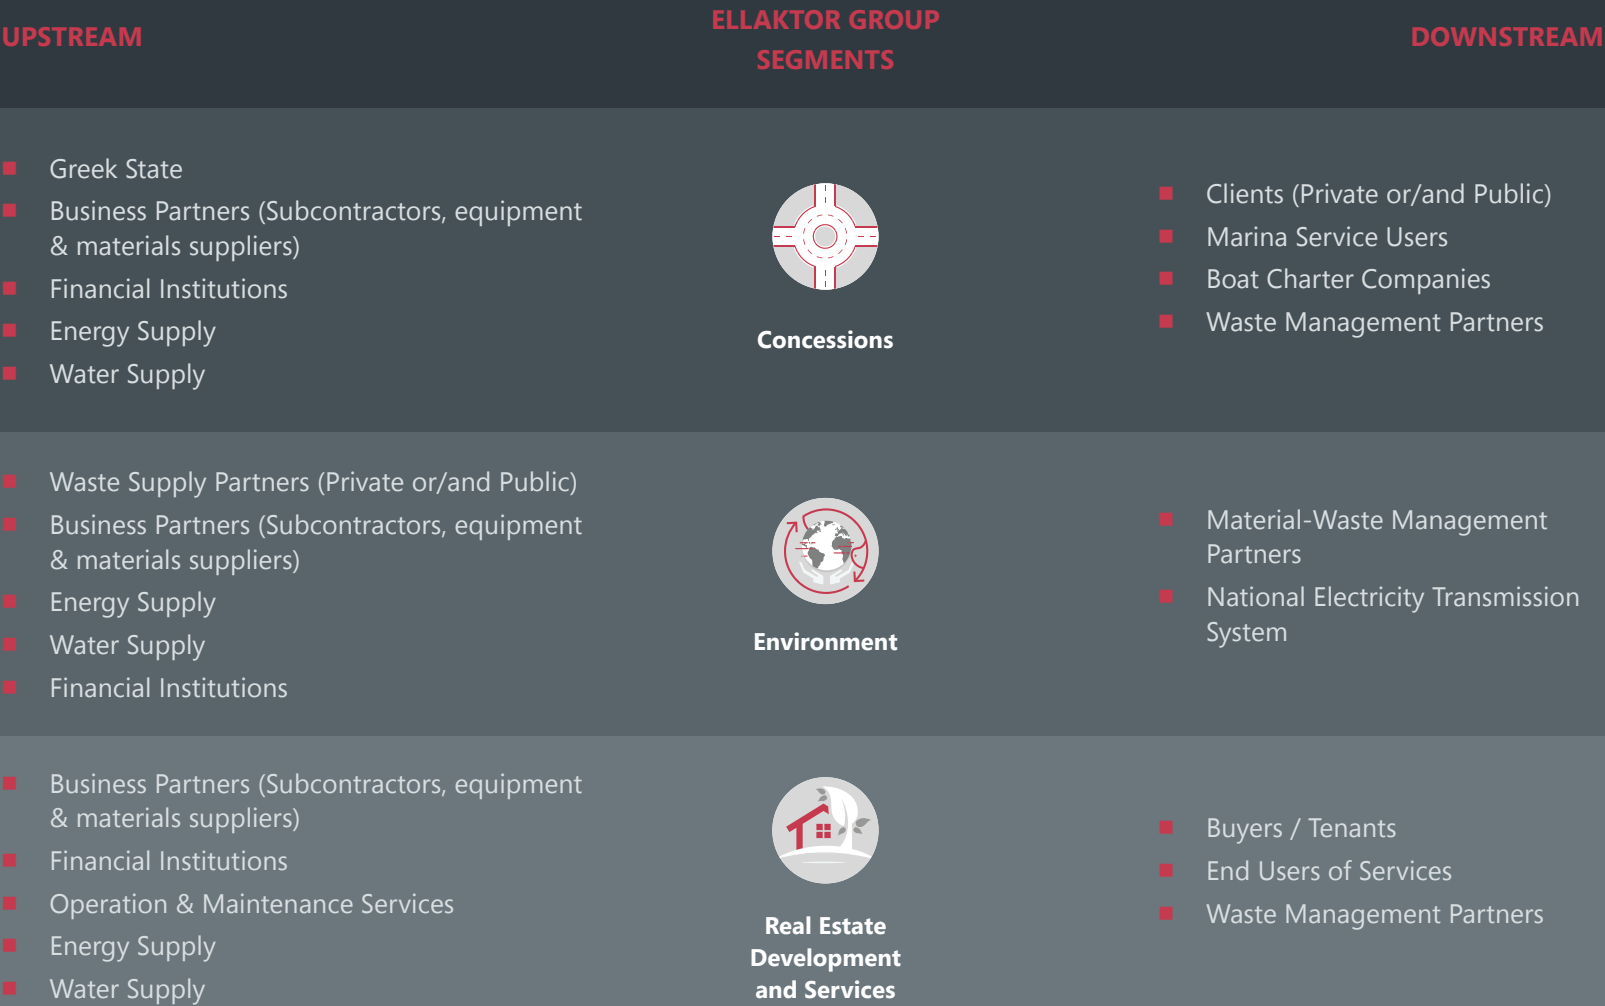 UPSTREAM
ELLAKTOR GROUP
SEGMENTS
DOWNSTREAM
Greek State
Business Partners (Subcontractors, equipment
& materials suppliers)
Financial Institutions
Energy Supply
Water Supply
Concessions
Clients (Private or/and Public)
Marina Service Users
Boat Charter Companies
Waste Management Partners
Waste Supply Partners (Private or/and Public)
Business Partners (Subcontractors, equipment
& materials suppliers)
Energy Supply
Water Supply
Financial Institutions
Environment
Material-Waste Management
Partners
National Electricity Transmission
System
Business Partners (Subcontractors, equipment
& materials suppliers)
Financial Institutions
Operation & Maintenance Services
Energy Supply
Water Supply
Real Estate
Development
and Services
Buyers / Tenants
End Users of Services
Waste Management Partners